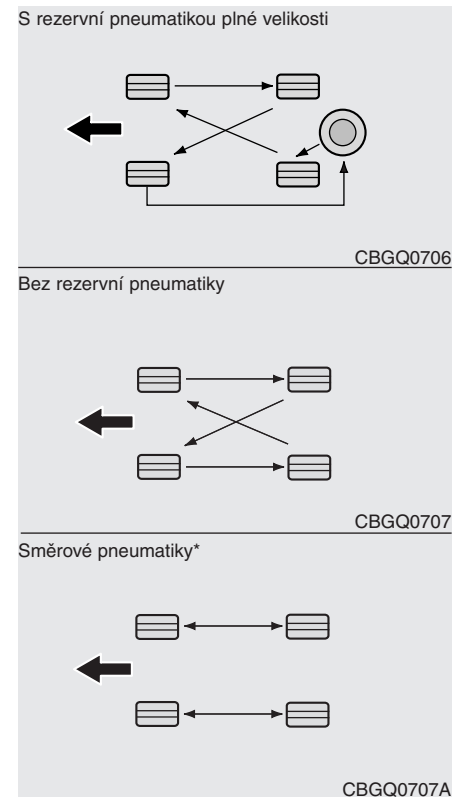 S rezervní pneumatikou plné velikosti
CBGQ0706
Bez rezervní pneumatiky
CBGQ0707
Směrové pneumatiky*
CBGQ0707A